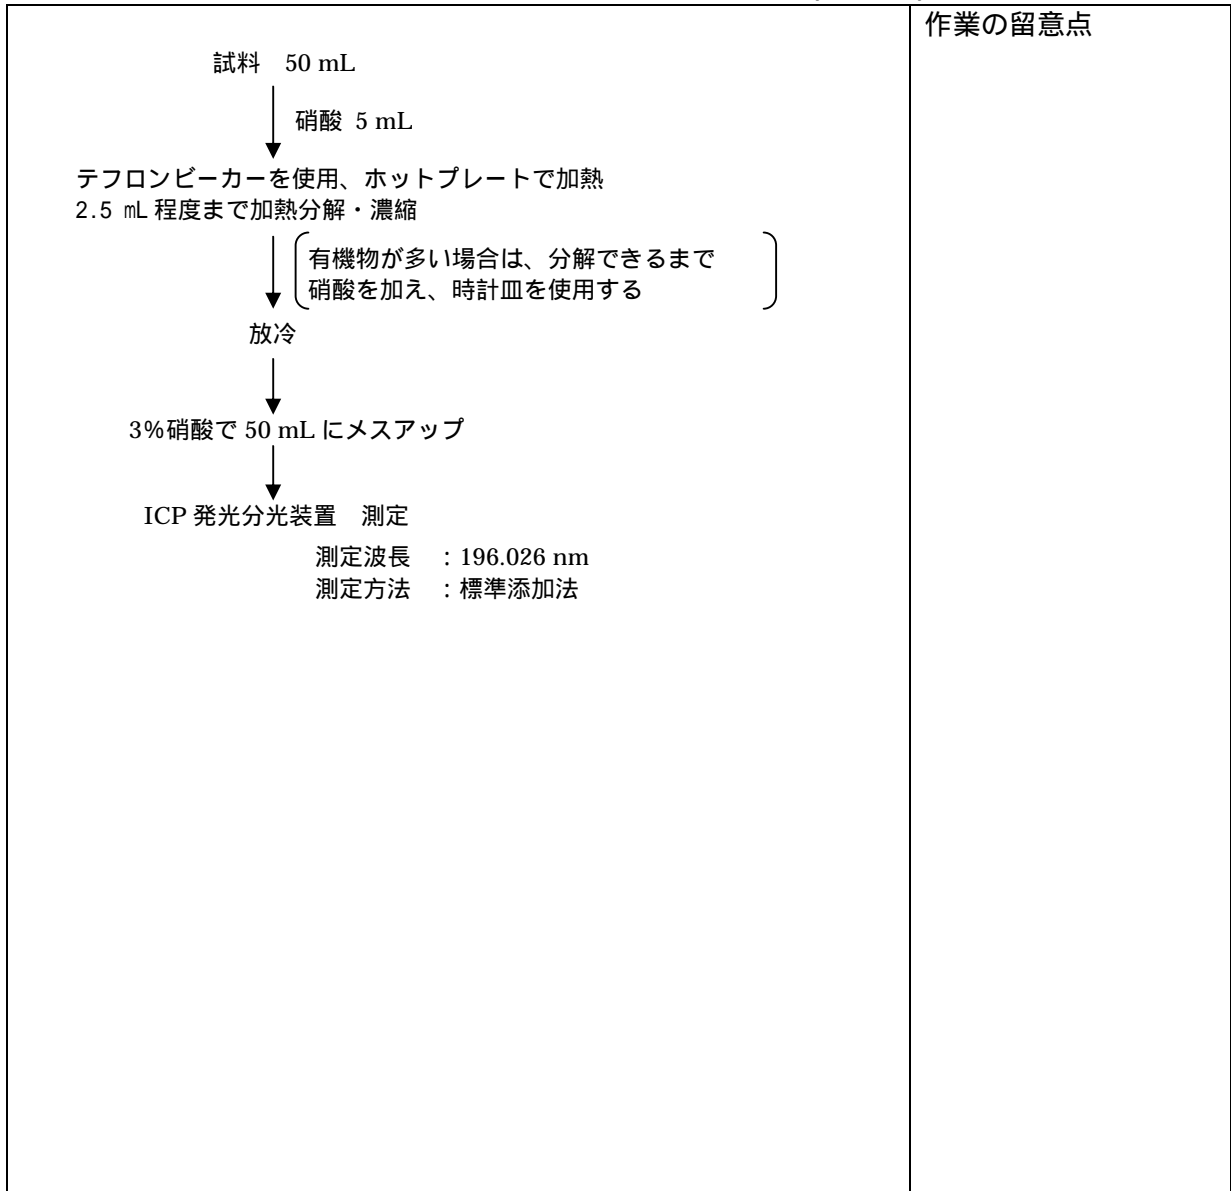 作業の留意点
試料 50 mL
硝酸 5 mL
テフロンビーカーを使用、ホットプレートで加熱
2.5 mL 程度まで加熱分解・濃縮
有機物が多い場合は、分解できるまで
硝酸を加え、時計皿を使用する
放冷
3%硝酸で 50 mL にメスアップ
ICP 発光分光装置 測定
測定波長 :196.026 nm
測定方法 :標準添加法